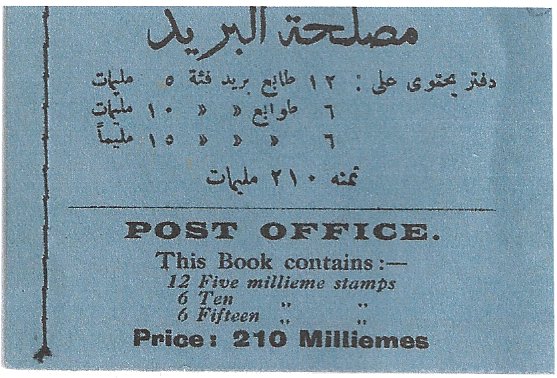 مصلحة البريد
دفتر يحتوى على : ١٢ طابع بريد فئة ٥ مليمات
٦ طوابع » » ١٠ مليمات
٦ » » » ١٥ مليماً
ثمنه ٢١٠ مليمات
POST OFFICE.
This Book contains:—
12 Five millieme stamps
6 Ten „ „
6 Fifteen „ „
Price: 210 Milliemes